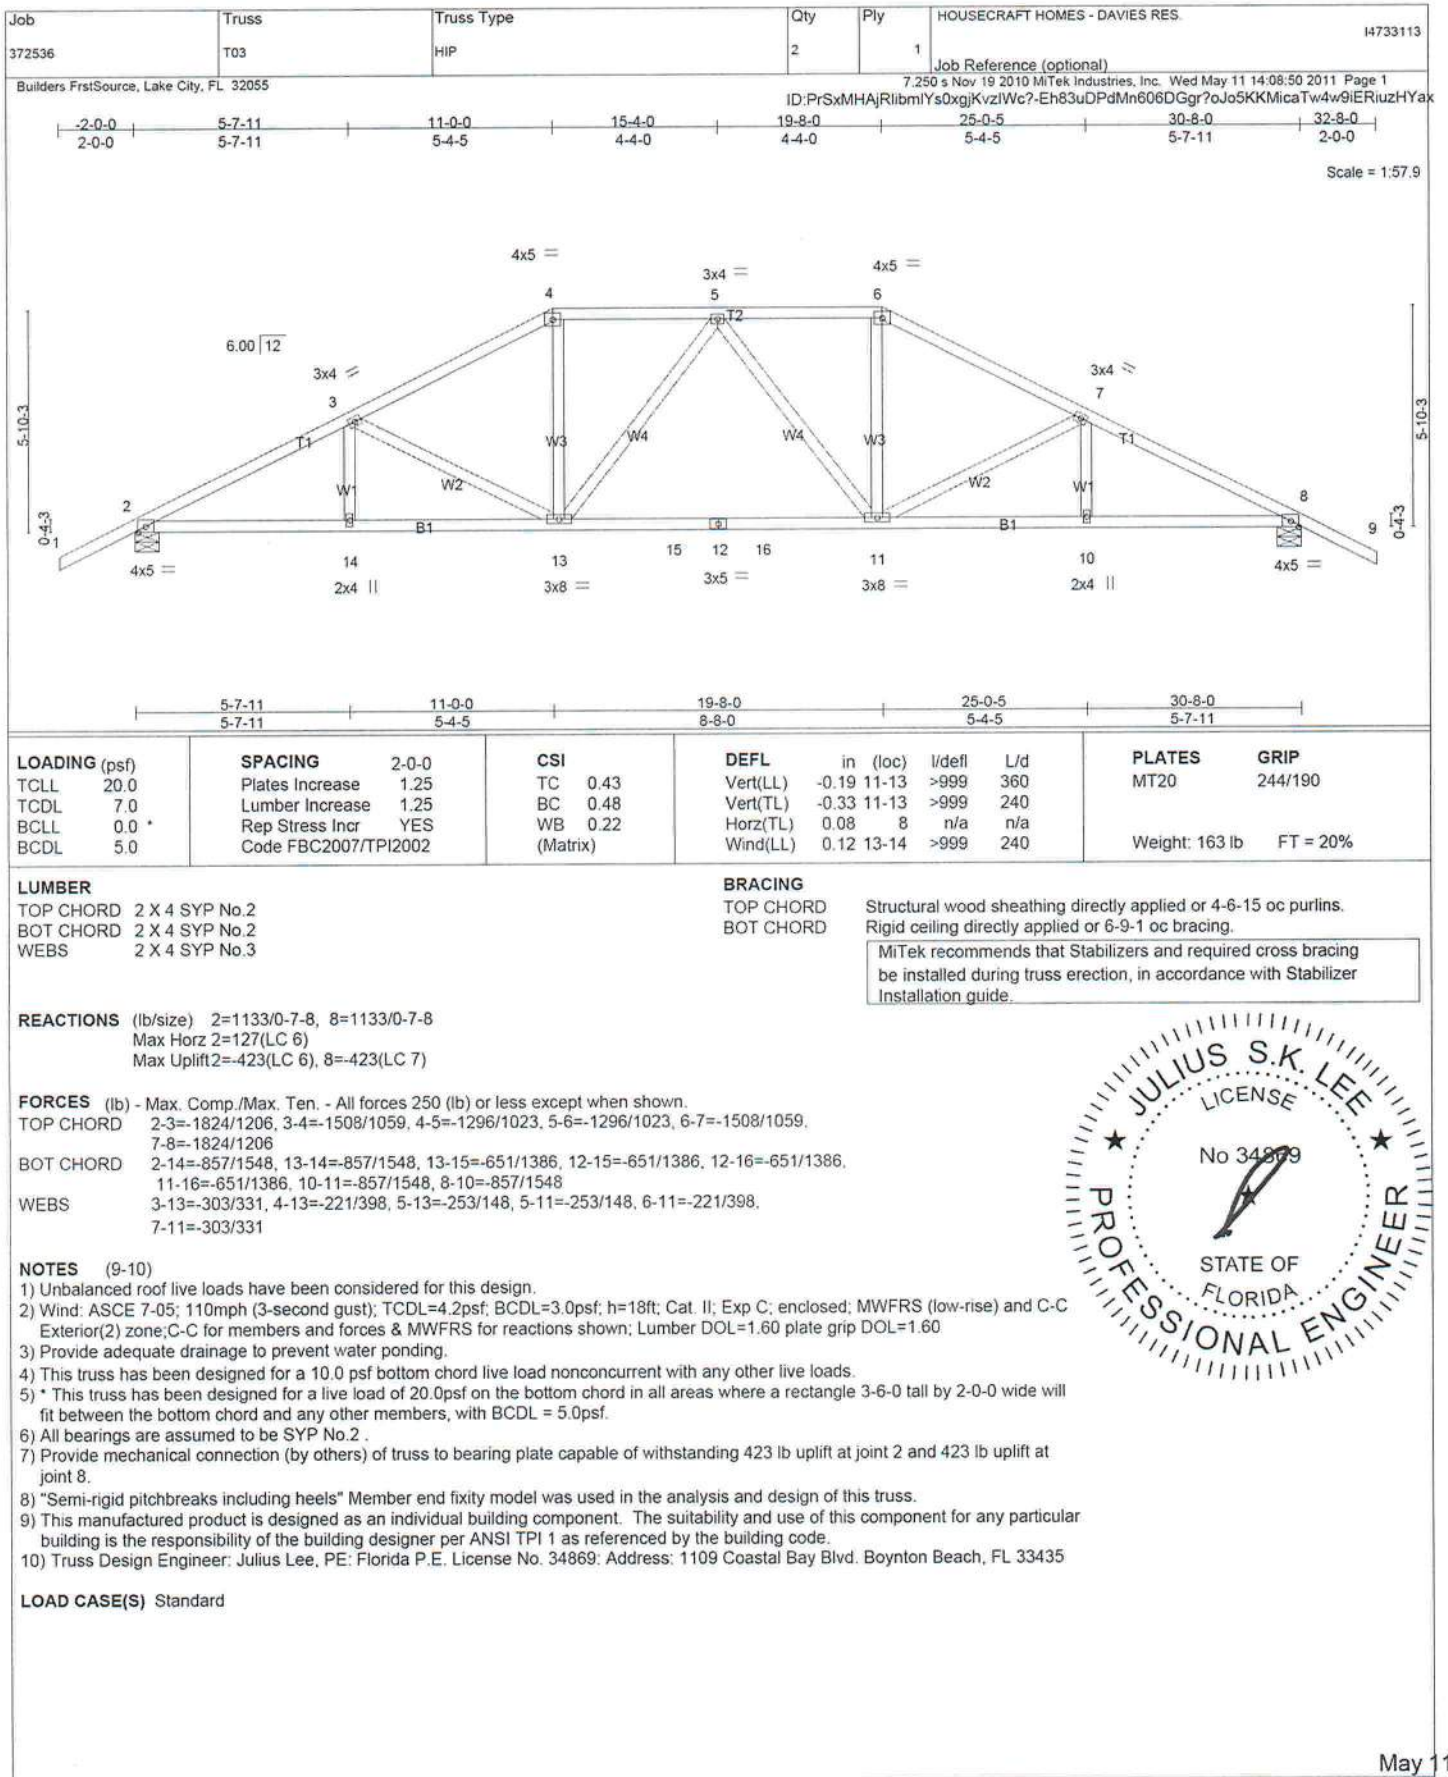 Job Truss Truss Type Qty Ply HOUSECRAFT HOMES - DAVIES RES.
I4733113
372536 T03 HIP 2 1
Job Reference (optional)
Builders FrstSource, Lake City, FL 32055 7.250 s Nov 19 2010 MiTek Industries, Inc. Wed May 11 14:08:50 2011 Page 1
-2-0-0 5-7-11 11-0-0 15-4-0 19-8-0 25-0-5 30-8-0 32-8-0
2-0-0 5-7-11 5-4-5 4-4-0 4-4-0 5-4-5 5-7-11 2-0-0
Scale = 1:57.9
4x5 = 3x4 = 4x5 =
4 5 6
T2
6.00 12
3x4 3x4
3 7
5-10-3 5-10-3
T1 W3 W4 W4 W3 T1
W1 W2 W2 W1
2 8
0-4-3 1 B1 B1 9 0-4-3
15 12 16
4x5 = 14 13 3x5 = 11 10 4x5 =
2x4 || 3x8 = 3x8 = 2x4 ||
5-7-11 11-0-0 19-8-0 25-0-5 30-8-0
5-7-11 5-4-5 8-8-0 5-4-5 5-7-11
LOADING (psf) SPACING 2-0-0 CSI DEFL in (loc) l/defl L/d PLATES GRIP
TCLL 20.0 Plates Increase 1.25 TC 0.43 Vert(LL) -0.19 11-13 >999 360 MT20 244/190
TCDL 7.0 Lumber Increase 1.25 BC 0.48 Vert(TL) -0.33 11-13 >999 240
BCLL 0.0 * Rep Stress Incr YES WB 0.22 Horz(TL) 0.08 8 n/a n/a
BCDL 5.0 Code FBC2007/TPI2002 (Matrix) Wind(LL) 0.12 13-14 >999 240 Weight: 163 lb FT = 20%
LUMBER
TOP CHORD 2 X 4 SYP No.2
BOT CHORD 2 X 4 SYP No.2
WEBS 2 X 4 SYP No.3
BRACING
TOP CHORD Structural wood sheathing directly applied or 4-6-15 oc purlins.
BOT CHORD Rigid ceiling directly applied or 6-9-1 oc bracing.
MiTek recommends that Stabilizers and required cross bracing
be installed during truss erection, in accordance with Stabilizer
Installation guide.
REACTIONS (lb/size) 2=1133/0-7-8, 8=1133/0-7-8
Max Horz 2=127(LC 6)
Max Uplift2=-423(LC 6), 8=-423(LC 7)
FORCES (lb) - Max. Comp./Max. Ten. - All forces 250 (lb) or less except when shown.
TOP CHORD 2-3=-1824/1206, 3-4=-1508/1059, 4-5=-1296/1023, 5-6=-1296/1023, 6-7=-1508/1059,
7-8=-1824/1206
BOT CHORD 2-14=-857/1548, 13-14=-857/1548, 13-15=-651/1386, 12-15=-651/1386, 12-16=-651/1386,
11-16=-651/1386, 10-11=-857/1548, 8-10=-857/1548
WEBS 3-13=-303/331, 4-13=-221/398, 5-13=-253/148, 5-11=-253/148, 6-11=-221/398,
7-11=-303/331
JULIUS S.K. LEE
LICENSE
No 34869
STATE OF
FLORIDA
PROFESSIONAL ENGINEER
NOTES (9-10)
1) Unbalanced roof live loads have been considered for this design.
2) Wind: ASCE 7-05; 110mph (3-second gust); TCDL=4.2psf; BCDL=3.0psf; h=18ft; Cat. II; Exp C; enclosed; MWFRS (low-rise) and C-C
Exterior(2) zone;C-C for members and forces & MWFRS for reactions shown; Lumber DOL=1.60 plate grip DOL=1.60
3) Provide adequate drainage to prevent water ponding.
4) This truss has been designed for a 10.0 psf bottom chord live load nonconcurrent with any other live loads.
5) * This truss has been designed for a live load of 20.0psf on the bottom chord in all areas where a rectangle 3-6-0 tall by 2-0-0 wide will
fit between the bottom chord and any other members, with BCDL = 5.0psf.
6) All bearings are assumed to be SYP No.2 .
7) Provide mechanical connection (by others) of truss to bearing plate capable of withstanding 423 lb uplift at joint 2 and 423 lb uplift at
joint 8.
8) "Semi-rigid pitchbreaks including heels" Member end fixity model was used in the analysis and design of this truss.
9) This manufactured product is designed as an individual building component. The suitability and use of this component for any particular
building is the responsibility of the building designer per ANSI TPI 1 as referenced by the building code.
10) Truss Design Engineer: Julius Lee, PE: Florida P.E. License No. 34869: Address: 1109 Coastal Bay Blvd. Boynton Beach, FL 33435
LOAD CASE(S) Standard
May 11